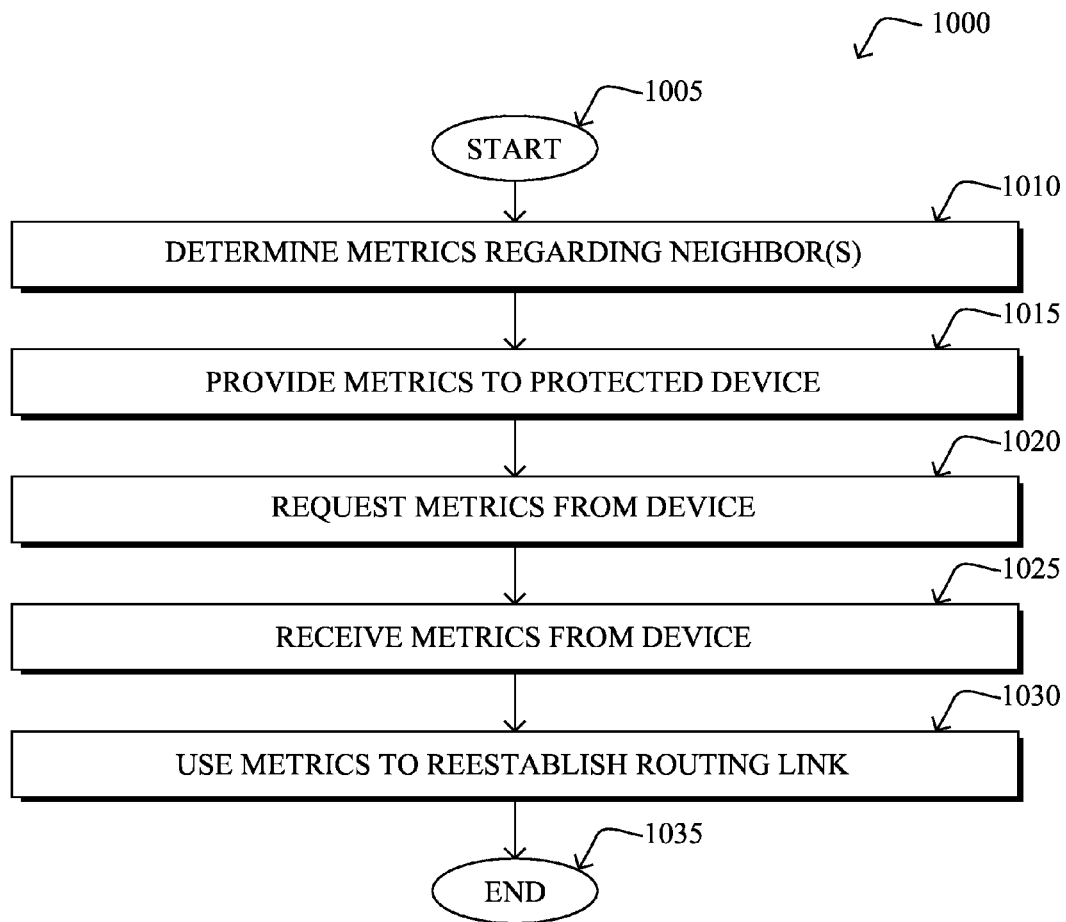 1000
1005
START
1010
DETERMINE METRICS REGARDING NEIGHBOR(S)
1015
PROVIDE METRICS TO PROTECTED DEVICE
1020
REQUEST METRICS FROM DEVICE
1025
RECEIVE METRICS FROM DEVICE
1030
USE METRICS TO REESTABLISH ROUTING LINK
1035
END